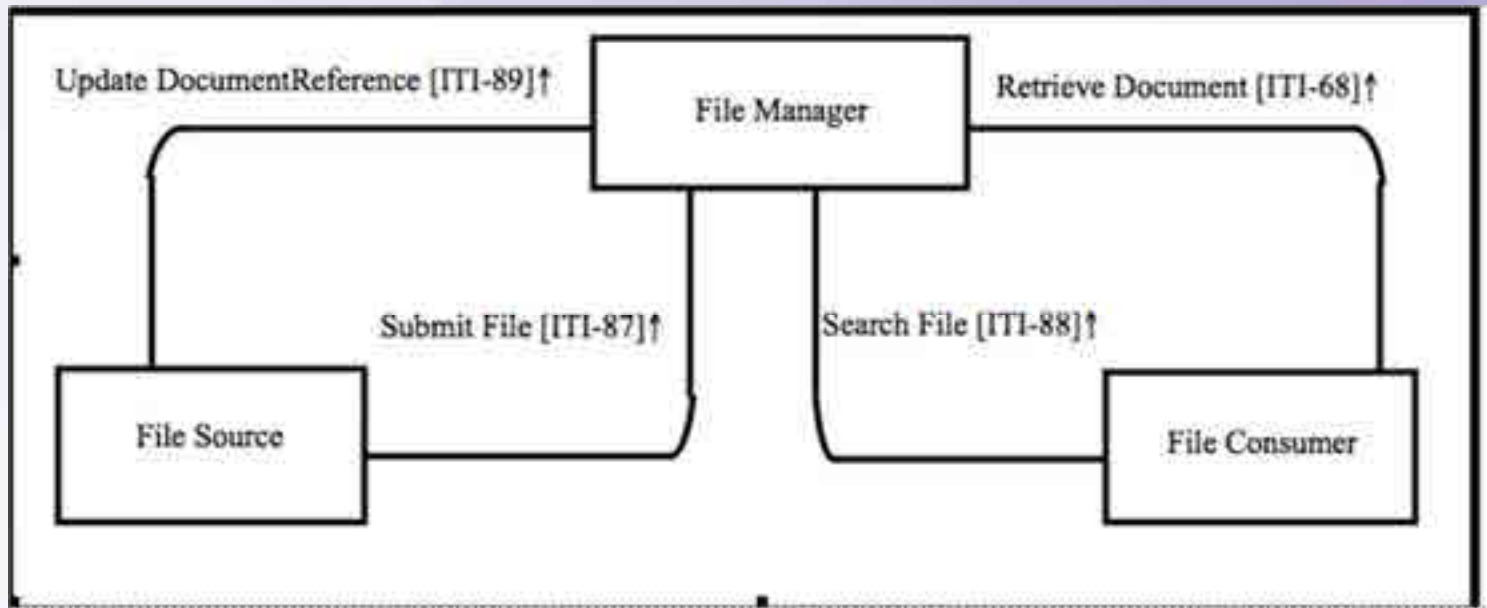 Update DocumentReference [ITI-89]↑
File Manager
Retrieve Document [ITI-68]↑
Submit File [ITI-87]↑
Search File [ITI-88]↑
File Source
File Consumer